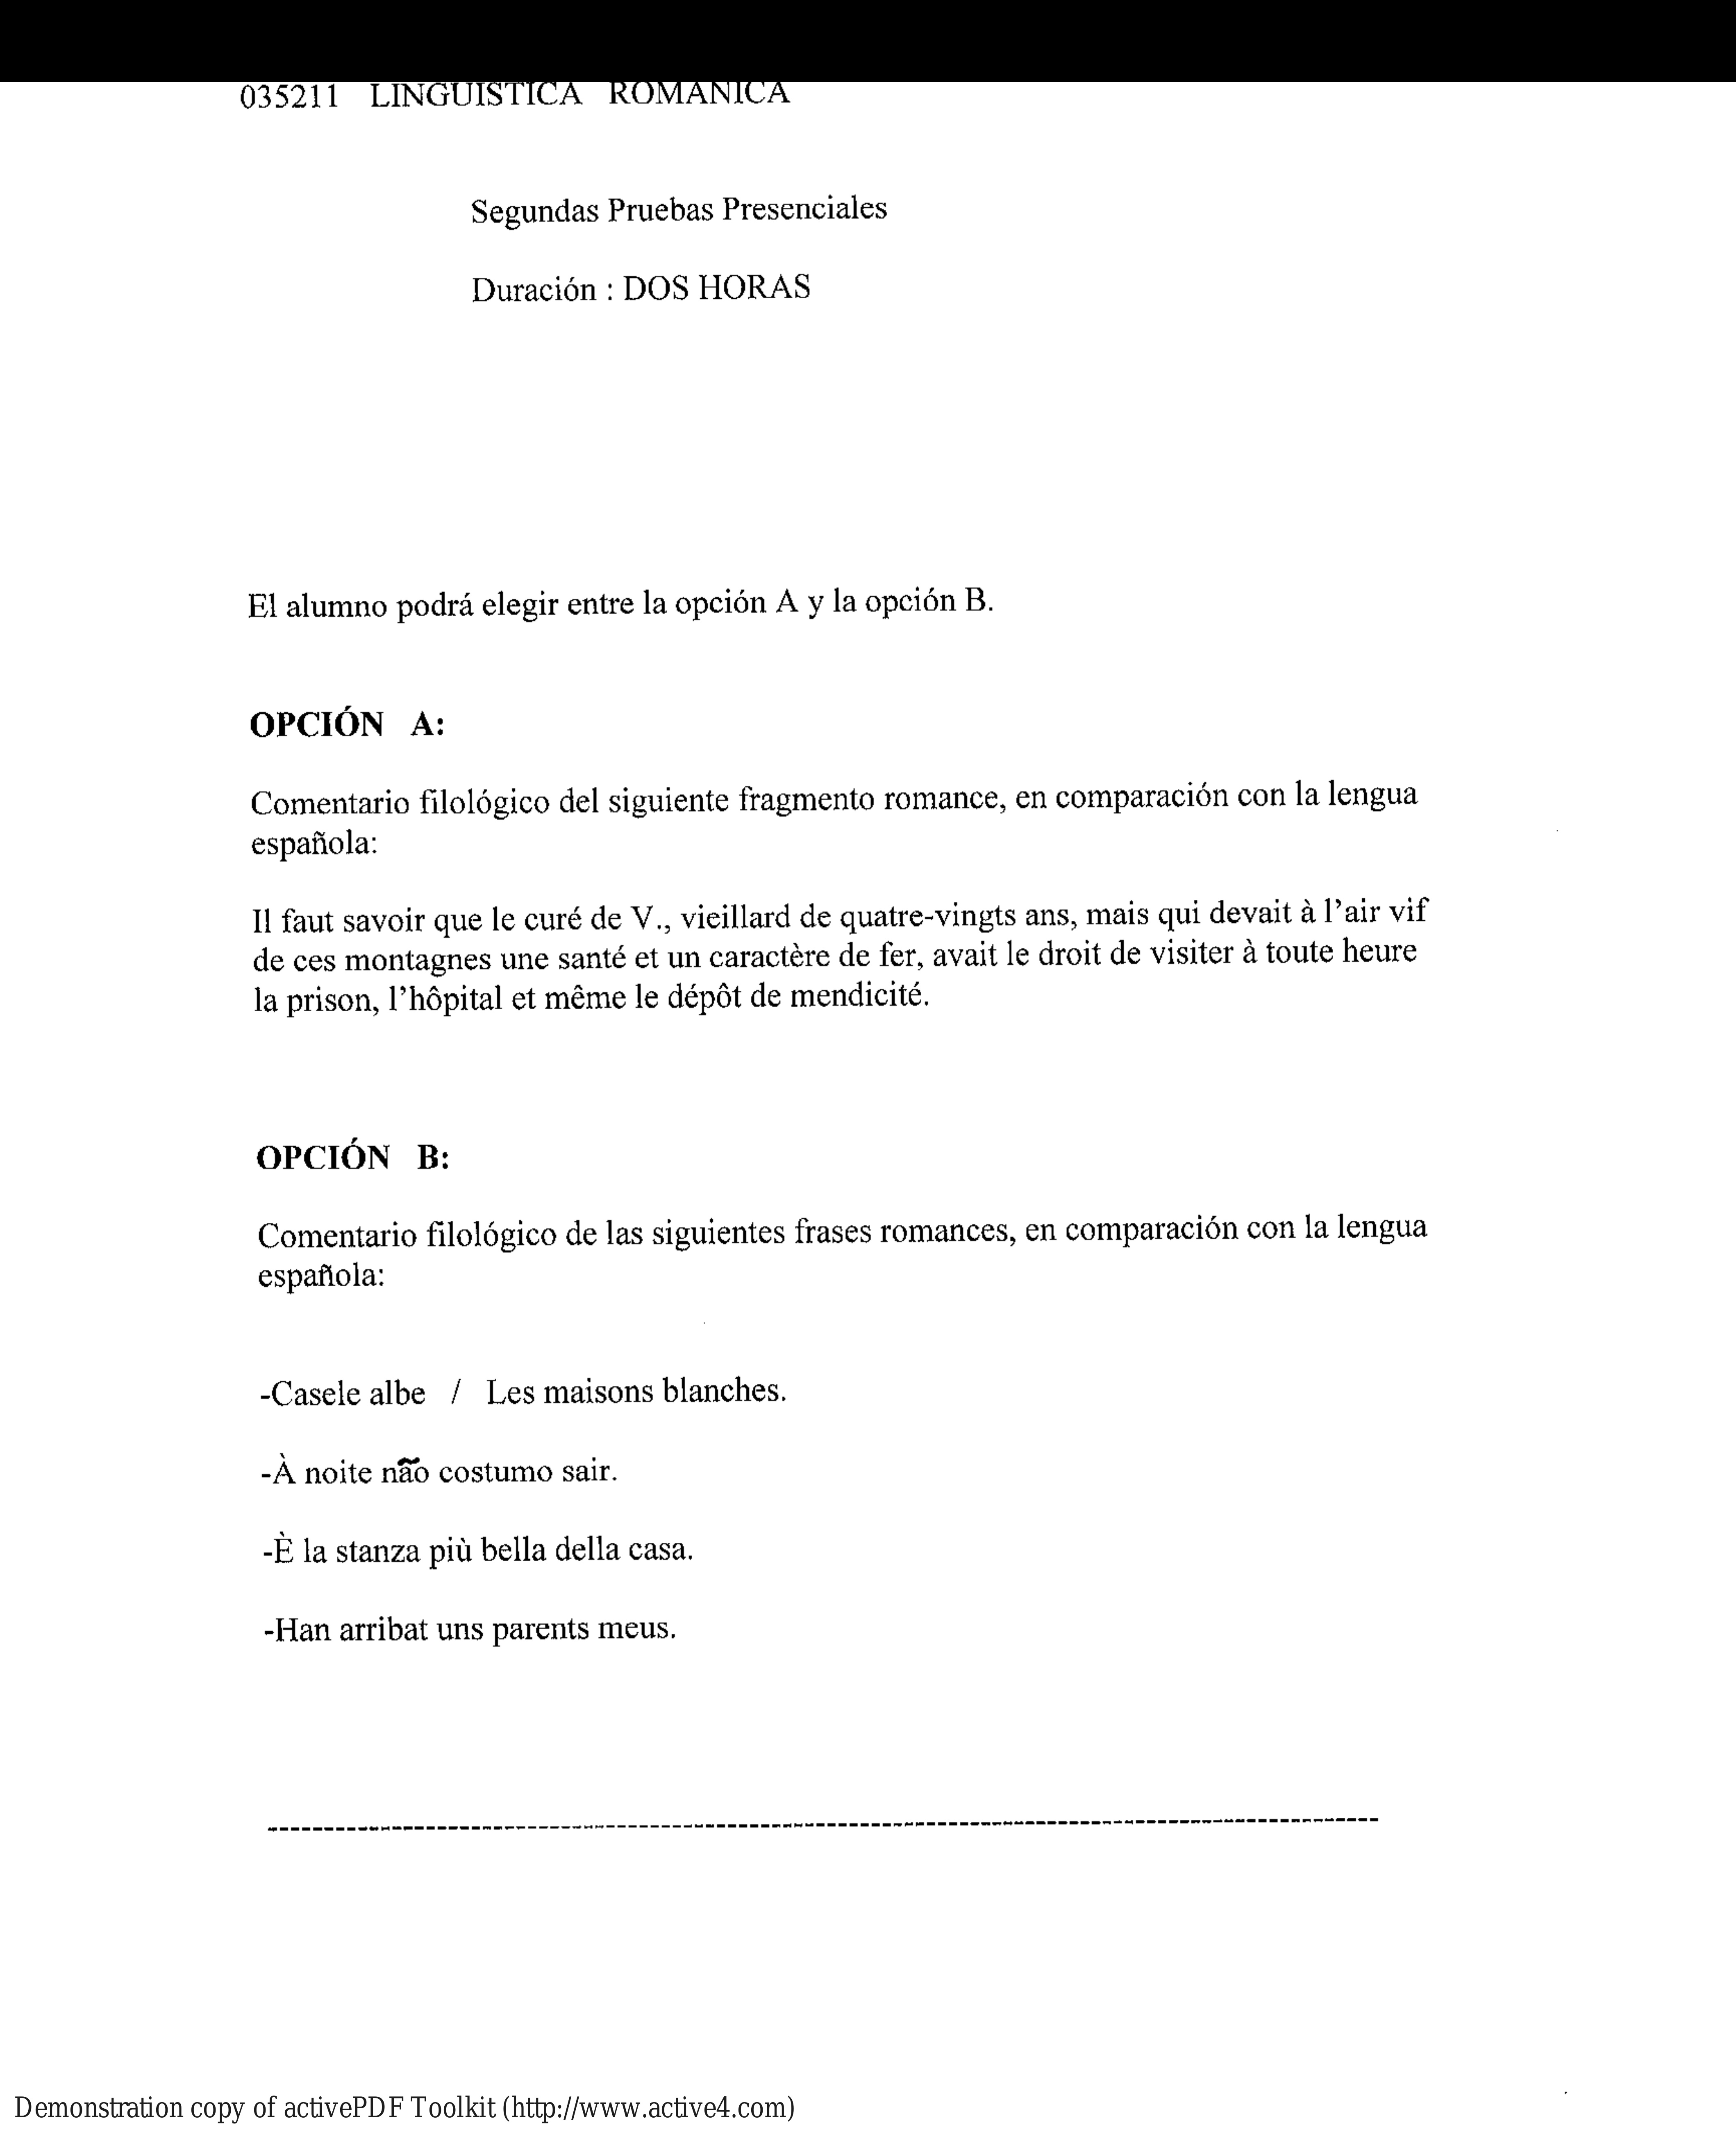 035211 LINGÜISTICA ROMÁNICA
Segundas Pruebas Presenciales
Duración : DOS HORAS
El alumno podrá elegir entre la opción A y la opción B.
OPCIÓN A:
Comentario filológico del siguiente fragmento romance, en comparación con la lengua
española:
Il faut savoir que le curé de V., vieillard de quatre-vingts ans, mais qui devait à l'air vif
de ces montagnes une santé et un caractère de fer, avait le droit de visiter à toute heure
la prison, l'hôpital et même le dépôt de mendicité.
OPCIÓN B:
Comentario filológico de las siguientes frases romances, en comparación con la lengua
española:
-Casele albe / Les maisons blanches.
-À noite não costumo sair.
-È la stanza più bella della casa.
-Han arribat uns parents meus.
Demonstration copy of activePDF Toolkit (http://www.active4.com)